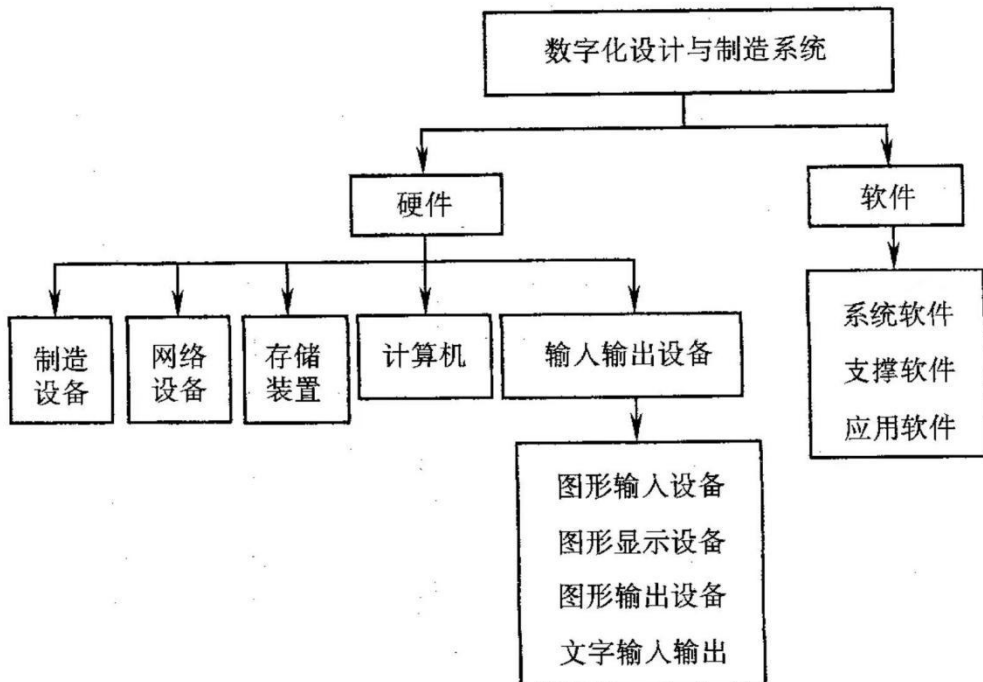 数字化设计与制造系统
硬件
软件
制造
设备
网络
设备
存储
装置
计算机
输人输出设备
系统软件
支撑软件
应用软件
图形输入设备
图形显示设备
图形输出设备
文字输入输出